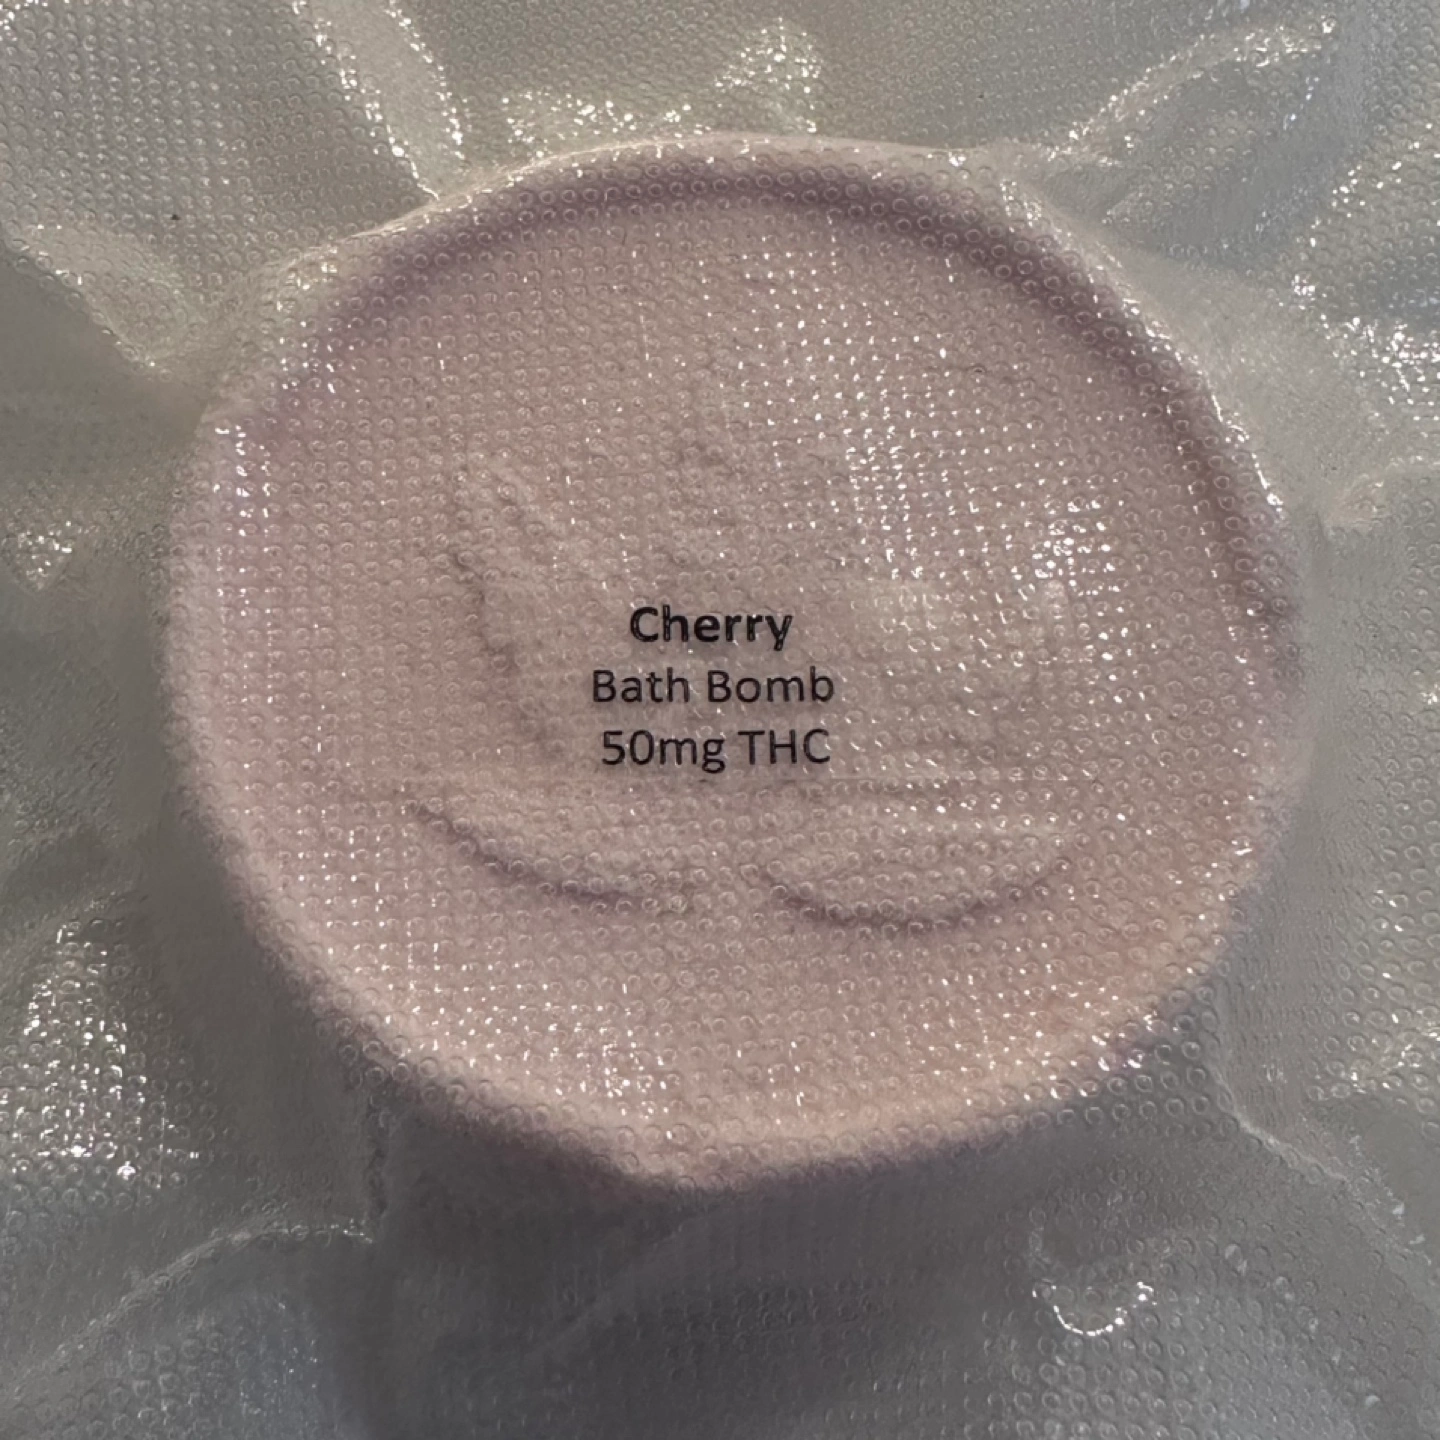 Cherry
Bath Bomb
50mg THC